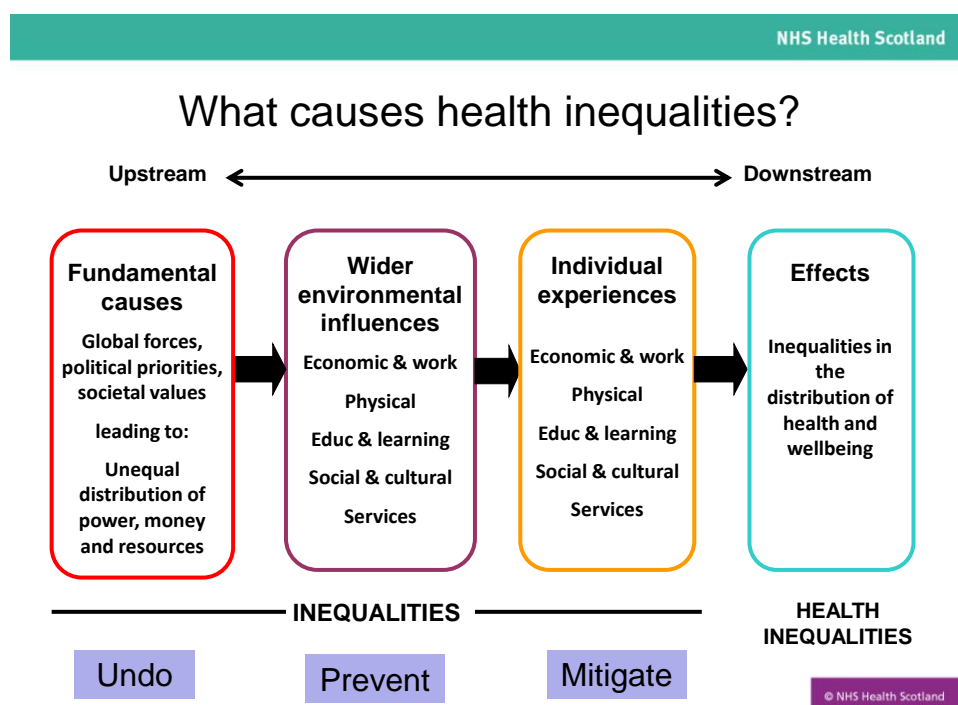 NHS Health Scotland
What causes health inequalities?
Upstream
Downstream
Fundamental
causes
Global forces,
political priorities,
societal values
leading to:
Unequal
distribution of
power, money
and resources
Wider
environmental
influences
Economic & work
Physical
Educ & learning
Social & cultural
Services
Individual
experiences
Economic & work
Physical
Educ & learning
Social & cultural
Services
Effects
Inequalities in
the
distribution of
health and
wellbeing
INEQUALITIES
HEALTH
INEQUALITIES
Undo
Prevent
Mitigate
© NHS Health Scotland